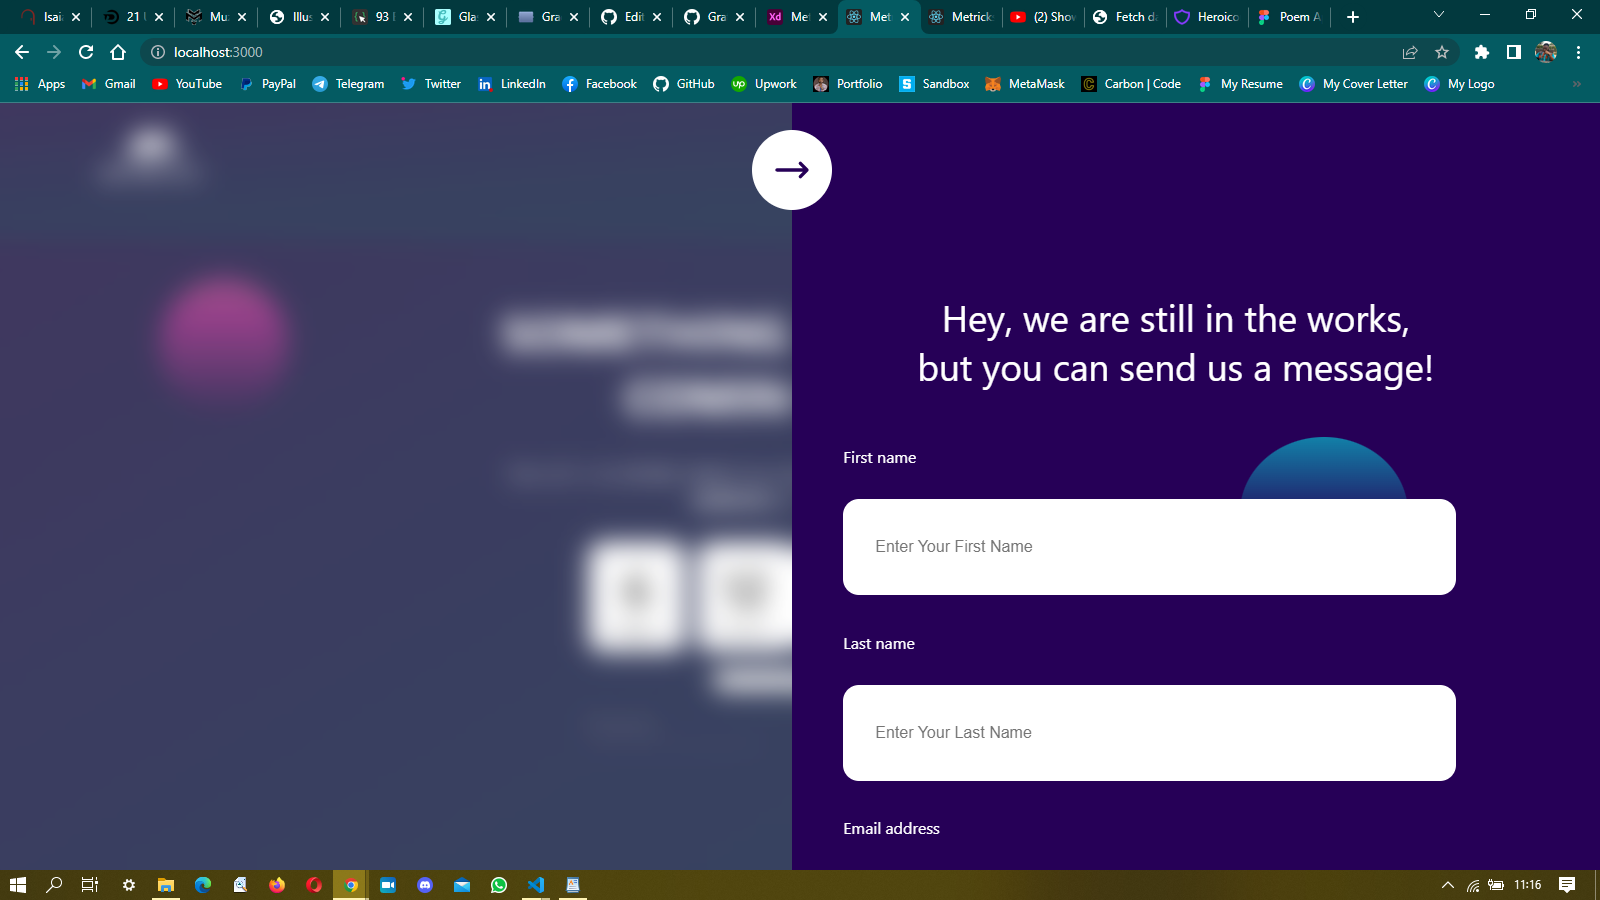 Isai
21 U
Mu
Illus
93 I
Gla
Gra
Edit
Gra
Met
Met
Metrick
(2) Show
Fetch d
Heroico
Poem A
localhost:3000
Apps
Gmail
YouTube
PayPal
Telegram
Twitter
LinkedIn
Facebook
GitHub
Upwork
Portfolio
Sandbox
MetaMask
Carbon | Code
My Resume
My Cover Letter
My Logo
SOMETHING
Hey, we are still in the works,
but you can send us a message!
First name
Enter Your First Name
Last name
Enter Your Last Name
Email address
11:16